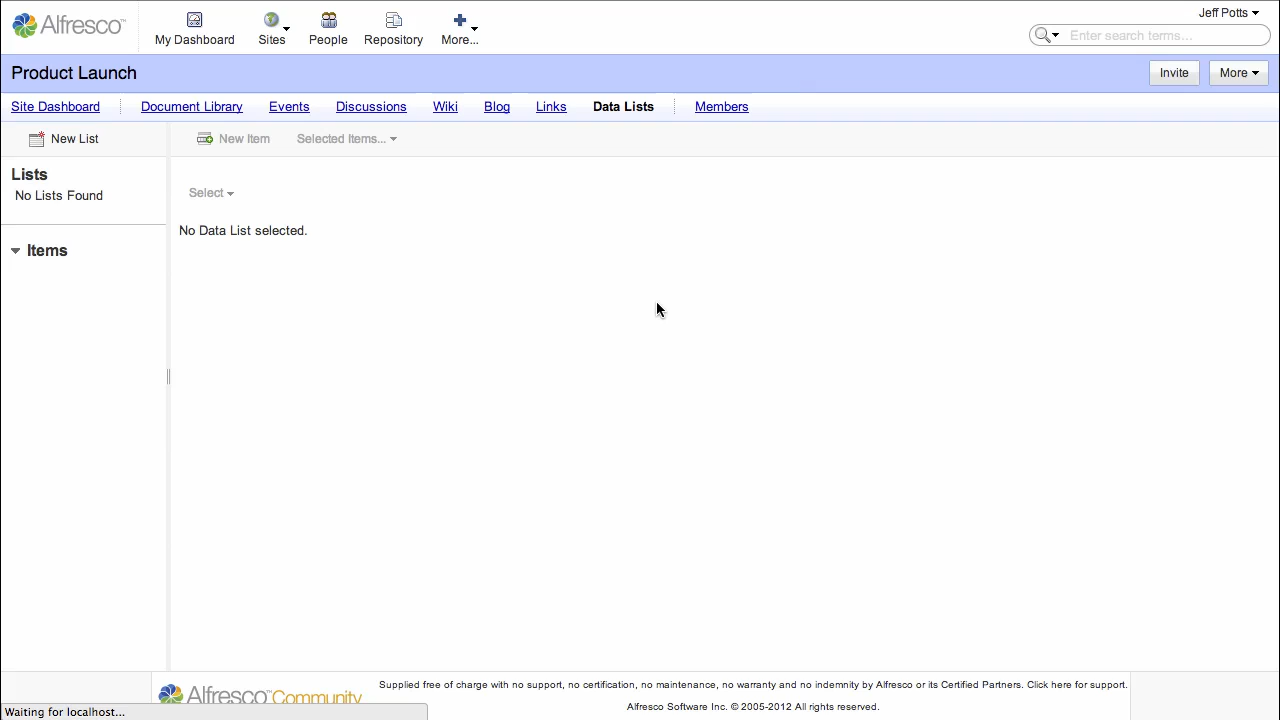 Alfresco™
My Dashboard
Sites
People
Repository
More...
Jeff Potts
Enter search terms...
Product Launch
Invite
More
Site Dashboard
Document Library
Events
Discussions
Wiki
Blog
Links
Data Lists
Members
New List
New Item
Selected Items...
Lists
No Lists Found
Items
Select
No Data List selected.
Alfresco™ Community
Supplied free of charge with no support, no certification, no maintenance, no warranty and no indemnity by Alfresco or its Certified Partners. Click here for support.
Alfresco Software Inc. © 2005-2012 All rights reserved.
Waiting for localhost...